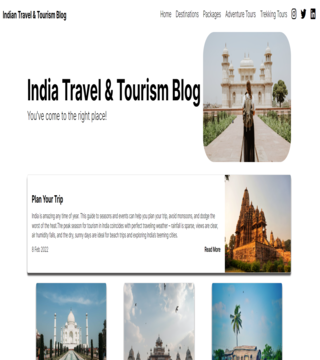 Indian Travel & Tourism Blog
Home Destinations Packages Adventure Tours Trekking Tours
India Travel & Tourism Blog
You've come to the right place!
Plan Your Trip
India is amazing any time of year. This guide to seasons and events can help you plan your trip, avoid monsoons, and dodge the
worst of the heat.The peak season for tourism in India coincides with perfect traveling weather – rainfall is sparse, views are clear,
air humidity falls, and the dry, sunny days are ideal for beach trips and exploring India's teeming cities.
8 Feb, 2022 Read More